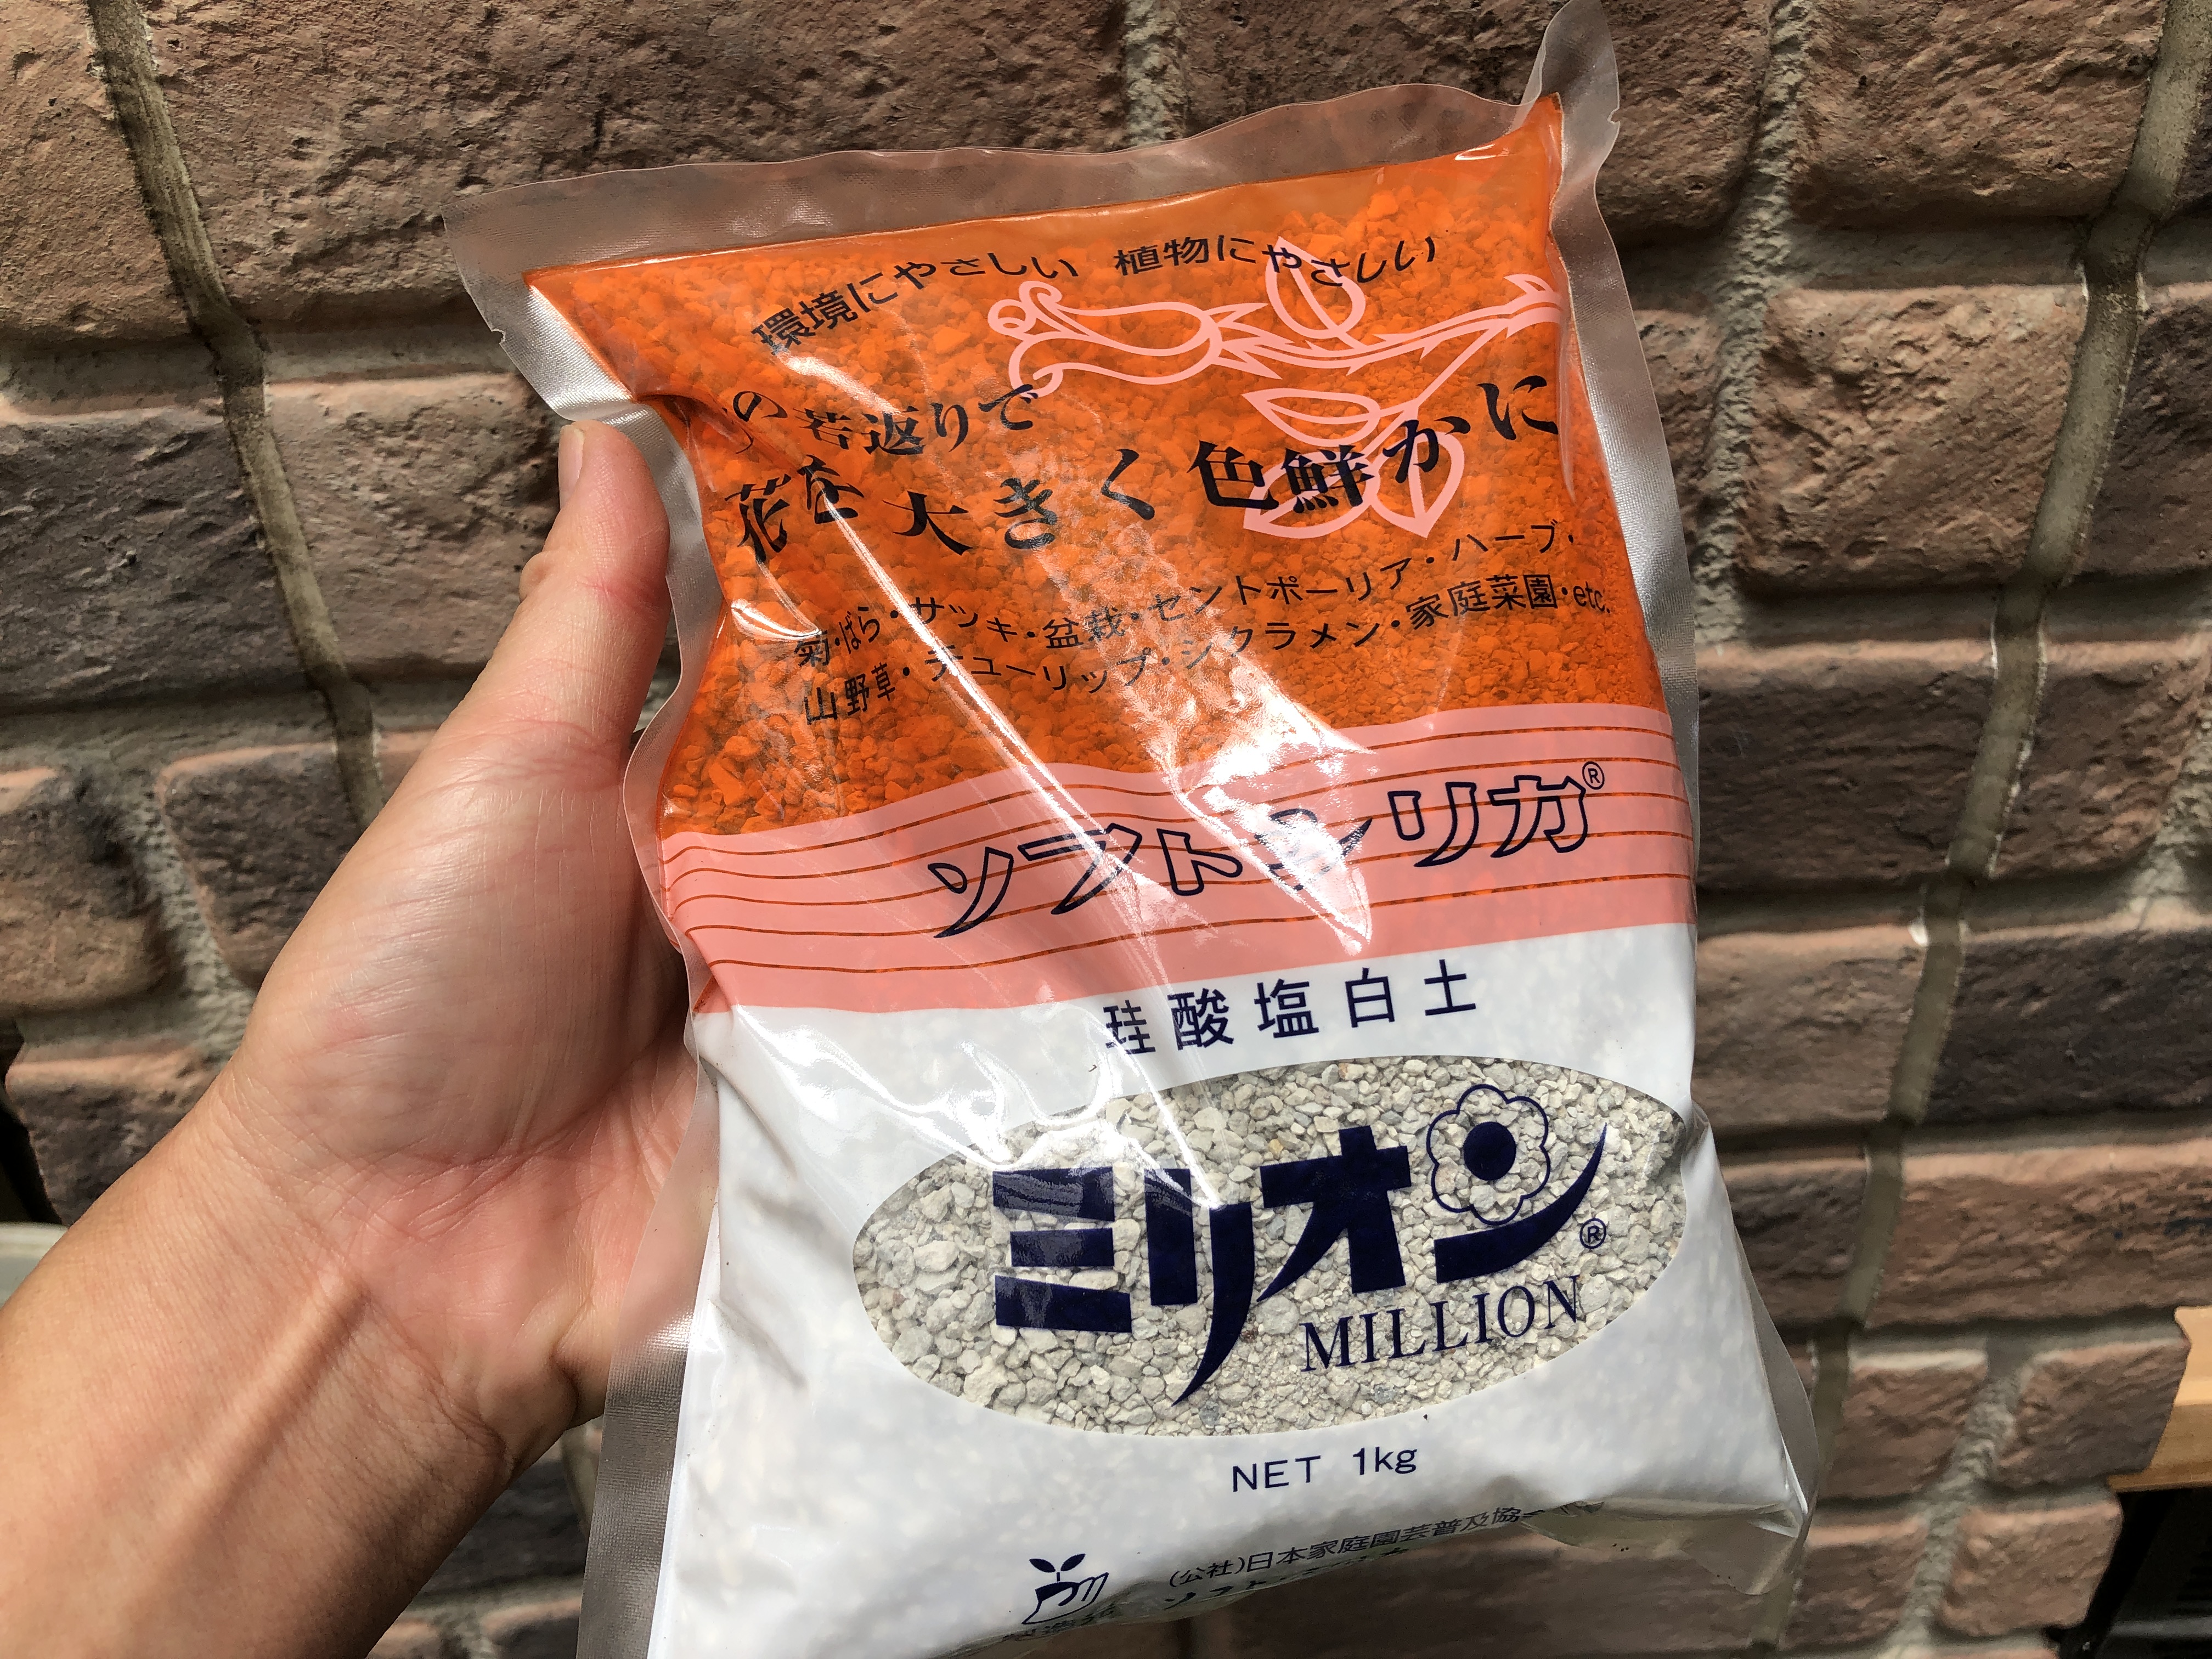 環境にやさしい 植物にやさしい
の若返りで
花を大きく色鮮かに
菊・ばら・サツキ・盆栽・セントポーリア・ハーブ・
山野草・チューリップ・シクラメン・家庭菜園・etc.
ソフトシリカ®
珪酸塩白土
ミリオン®
MILLION
NET 1kg
(公社)日本家庭園芸普及協